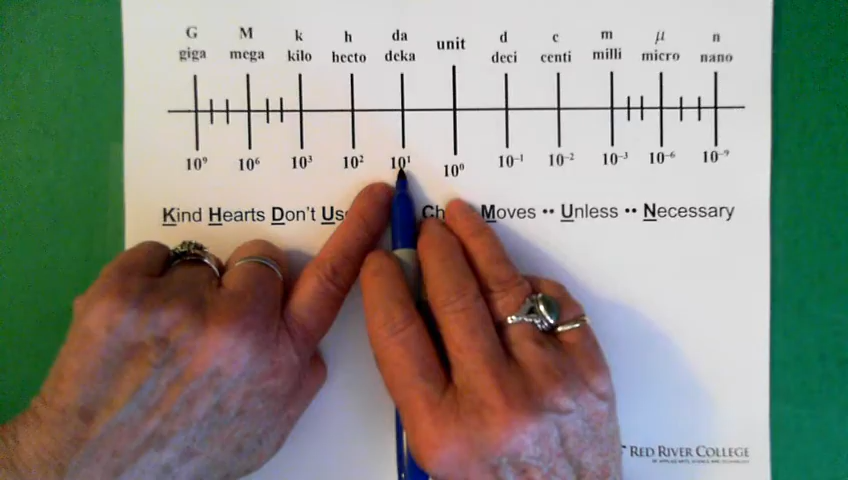 G M k h da unit d c m μ n
giga mega kilo hecto deka deci centi milli micro nano
10⁹ 10⁶ 10³ 10² 10¹ 10⁰ 10⁻¹ 10⁻² 10⁻³ 10⁻⁶ 10⁻⁹
Kind Hearts Don't Moves •• Unless •• Necessary
RED RIVER COLLEGE